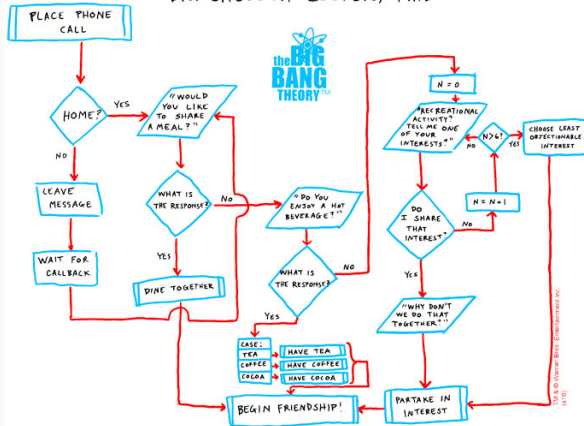 PLACE PHONE
CALL
the BIG
BANG
THEORY™
HOME?
YES
NO
"WOULD
YOU LIKE
TO SHARE
A MEAL?"
LEAVE
MESSAGE
WAIT FOR
CALLBACK
WHAT IS
THE RESPONSE?
NO
YES
DINE TOGETHER
"DO YOU
ENJOY A HOT
BEVERAGE?"
WHAT IS
THE RESPONSE?
NO
YES
CASE:
TEA
HAVE TEA
COFFEE
HAVE COFFEE
COCOA
HAVE COCOA
BEGIN FRIENDSHIP!
N=0
"RECREATIONAL
ACTIVITY?
TELL ME ONE
OF YOUR
INTERESTS?"
N>6?
NO
YES
CHOOSE LEAST
OBJECTIONABLE
INTEREST
N=N+1
DO
I SHARE
THAT
INTEREST?
NO
YES
"WHY DON'T
WE DO THAT
TOGETHER?"
PARTAKE IN
INTEREST
TM & © Warner Bros. Entertainment Inc.
(s10)